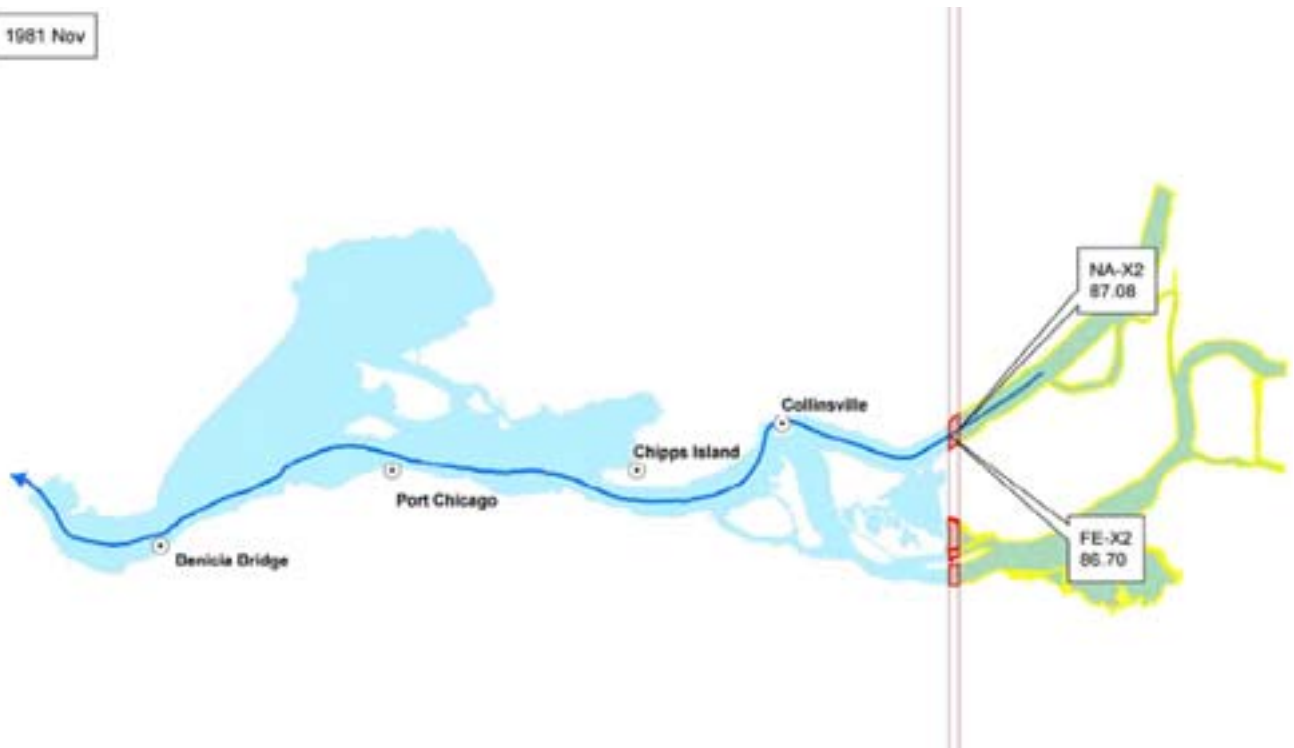 1981 Nov
NA-X2
87.08
Collinsville
Chipps Island
Port Chicago
FE-X2
86.70
Benicia Bridge